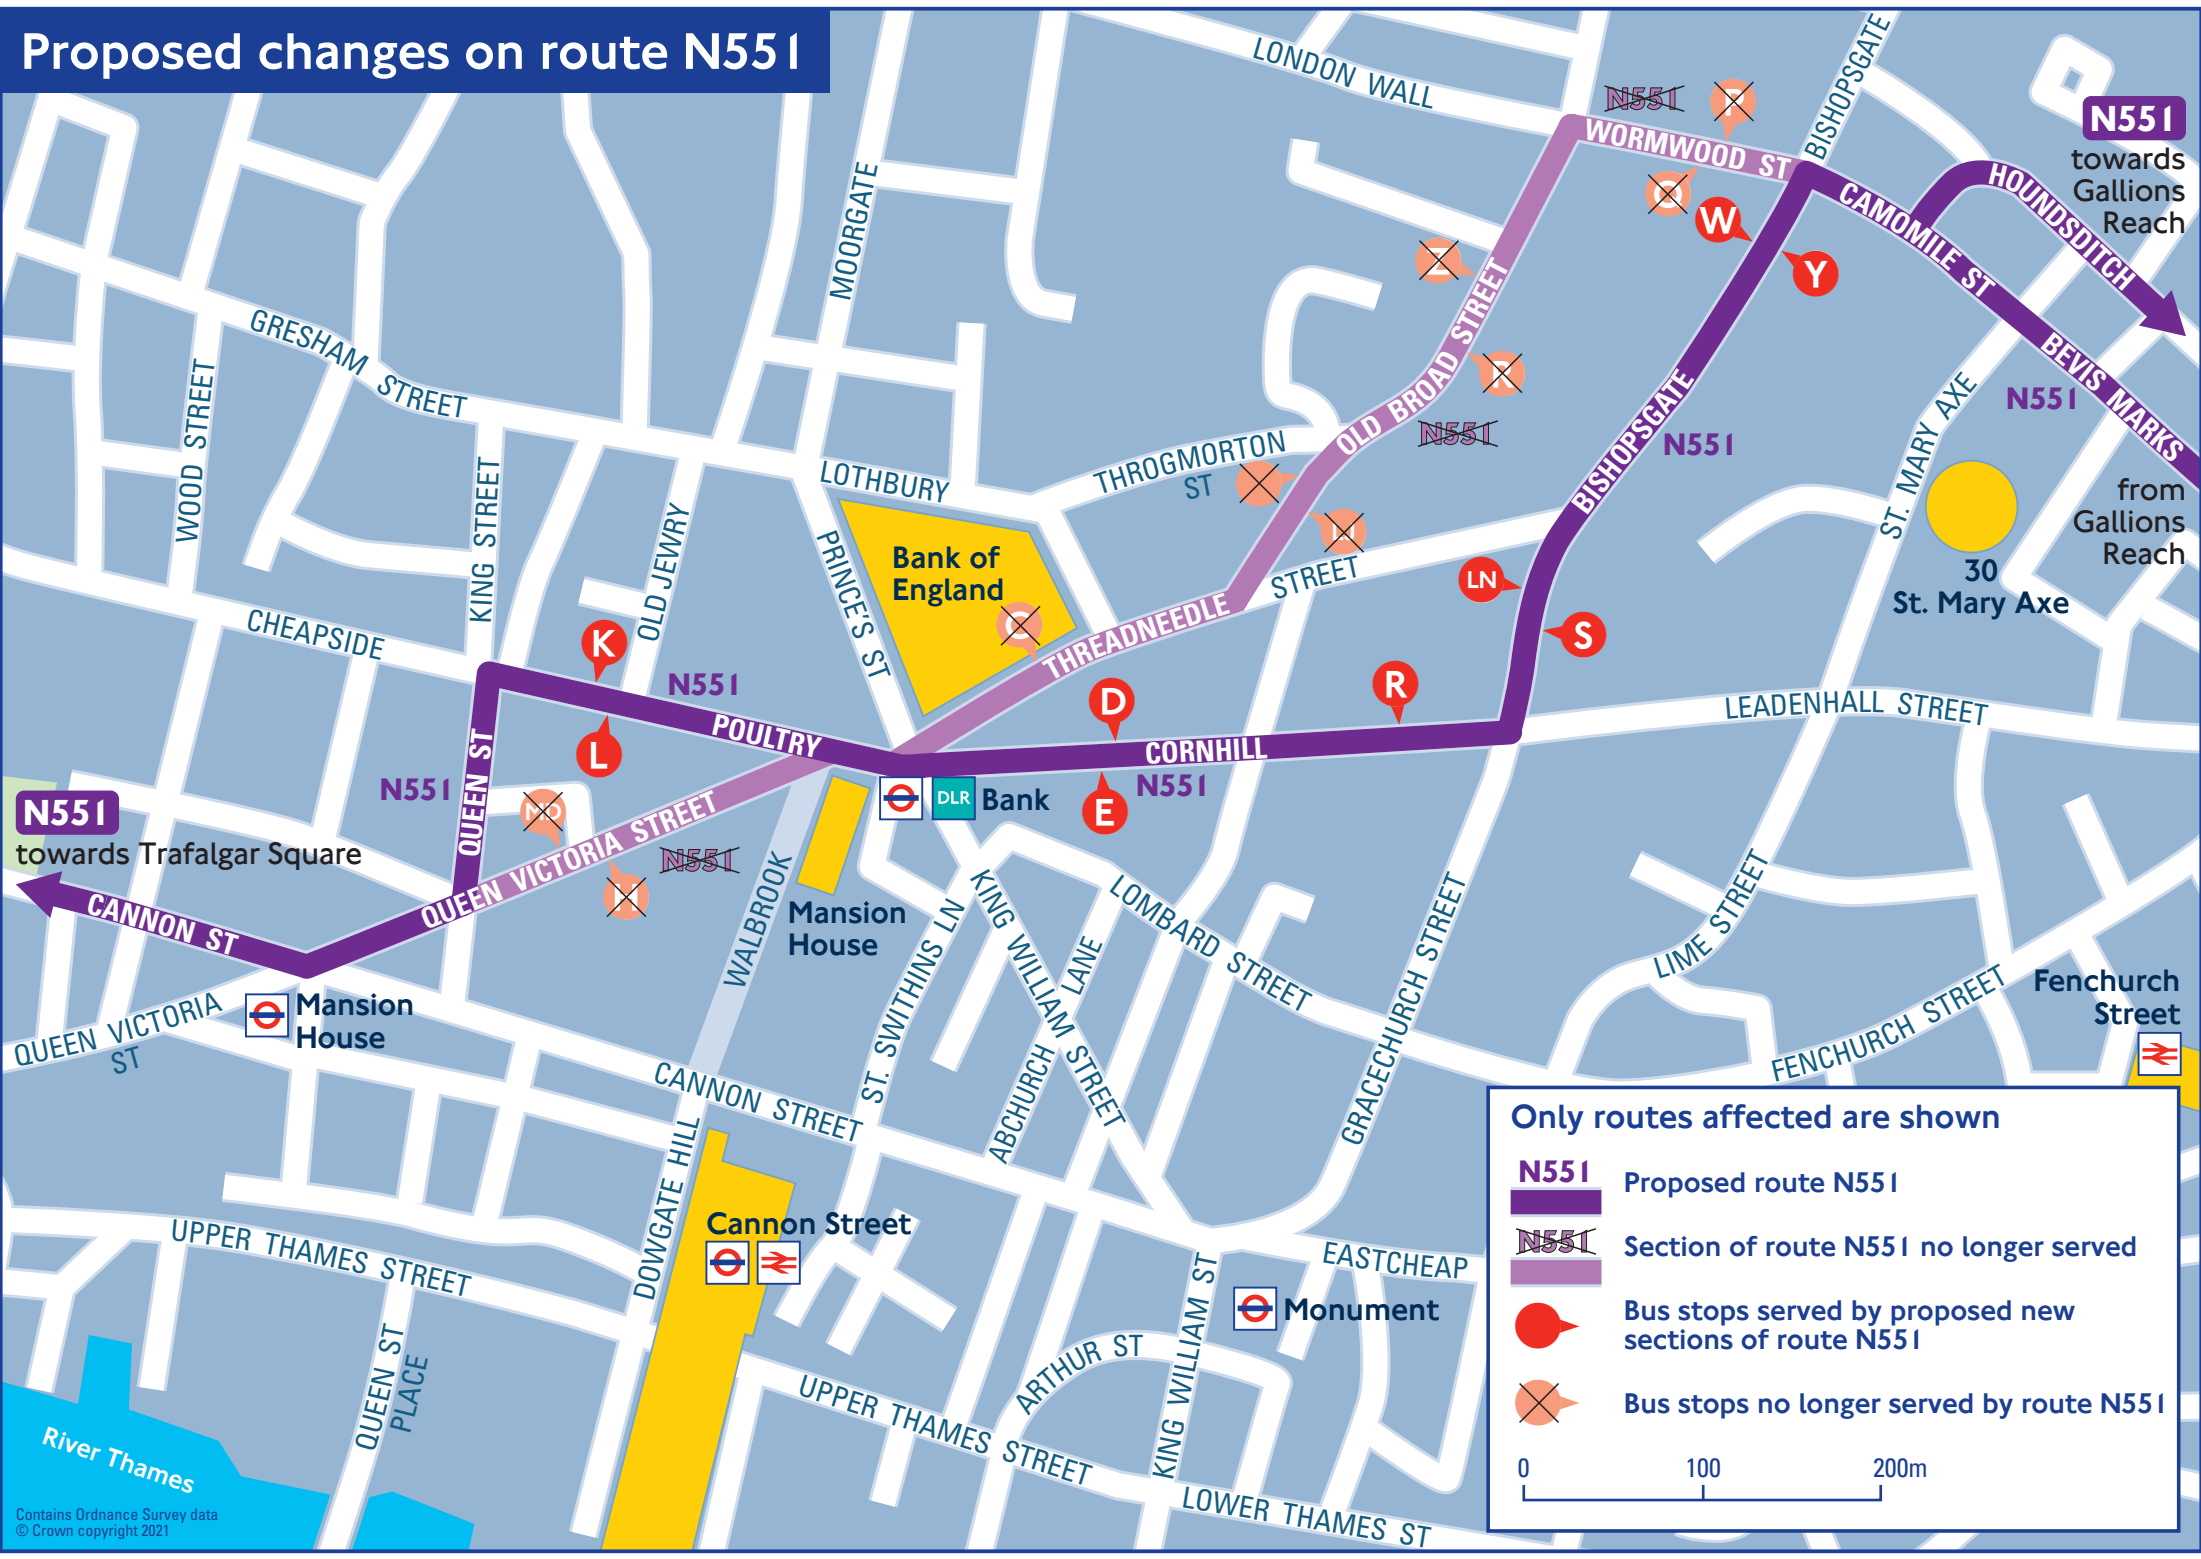 Proposed changes on route N551
LONDON WALL
BISHOPSGATE
N551
P
WORMWOOD ST
N551
towards
Gallions
Reach
HOUNDSDITCH
CAMOMILE ST
MOORGATE
Q
W
Y
Z
OLD BROAD STREET
R
N551
GRESHAM STREET
WOOD STREET
KING STREET
OLD JEWRY
LOTHBURY
THROGMORTON
ST
BISHOPSGATE
N551
ST. MARY AXE
N551
BEVIS MARKS
from
Gallions
Reach
Bank of
England
PRINCE'S ST
C
THREADNEEDLE
STREET
LN
S
30
St. Mary Axe
CHEAPSIDE
K
N551
POULTRY
L
D
R
CORNHILL
N551
E
LEADENHALL STREET
QUEEN ST
N551
MD
N551
towards Trafalgar Square
CANNON ST
QUEEN VICTORIA STREET
N551
DLR
Bank
WALBROOK
Mansion
House
KING WILLIAM STREET
LOMBARD STREET
ST. SWITHINS LN
ABCHURCH LANE
GRACECHURCH STREET
LIME STREET
FENCHURCH STREET
Fenchurch
Street
QUEEN VICTORIA
ST
Mansion
House
CANNON STREET
DOWGATE HILL
Cannon Street
UPPER THAMES STREET
QUEEN ST
PLACE
EASTCHEAP
Monument
ARTHUR ST
KING WILLIAM ST
UPPER THAMES STREET
LOWER THAMES ST
River Thames
Contains Ordnance Survey data
© Crown copyright 2021
Only routes affected are shown
N551
Proposed route N551
N551
Section of route N551 no longer served
Bus stops served by proposed new
sections of route N551
Bus stops no longer served by route N551
0 100 200m